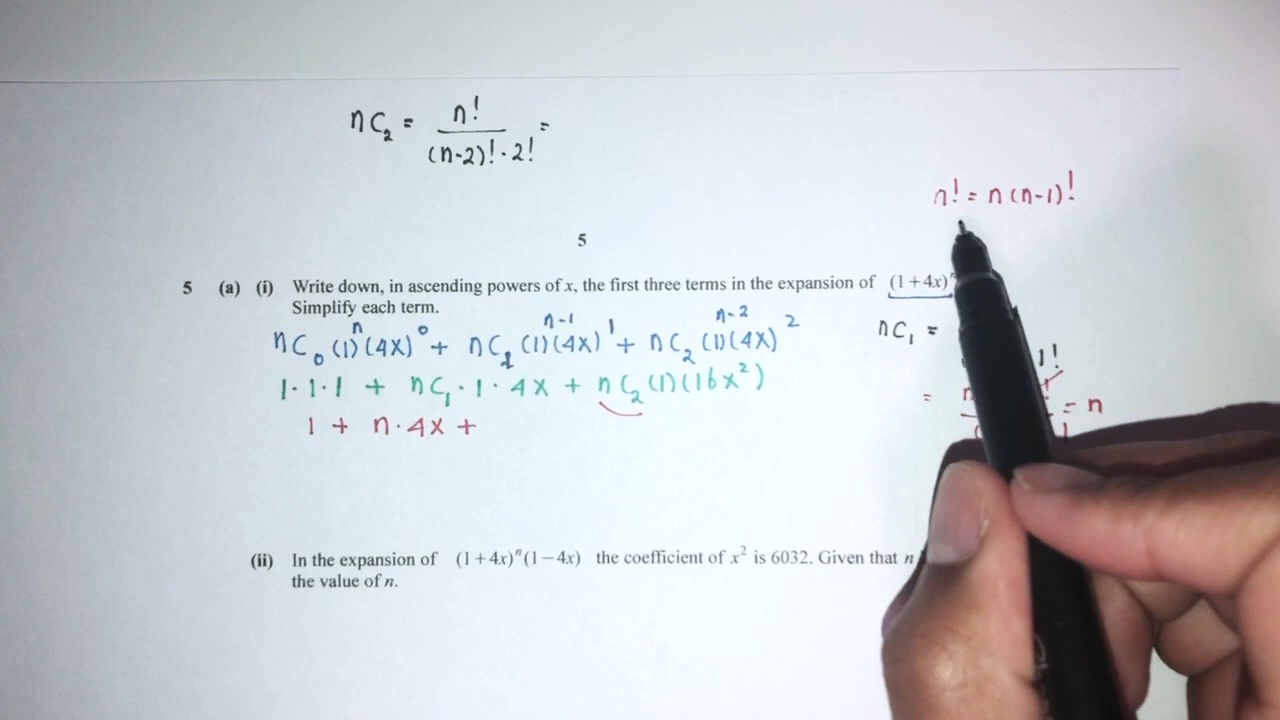 nC₂ = n! / (n-2)!·2! =
n! = n(n-1)!
5
5 (a) (i) Write down, in ascending powers of x, the first three terms in the expansion of (1+4x)ⁿ
Simplify each term.
nC₀(1)ⁿ(4x)⁰ + nC₁(1)ⁿ⁻¹(4x)¹ + nC₂(1)ⁿ⁻²(4x)²
nC₁ =
1!
1·1·1 + nC₁·1·4x + nC₂(1)(16x²)
= n
1 + n·4x +
(ii) In the expansion of (1+4x)ⁿ(1−4x) the coefficient of x² is 6032. Given that n
the value of n.